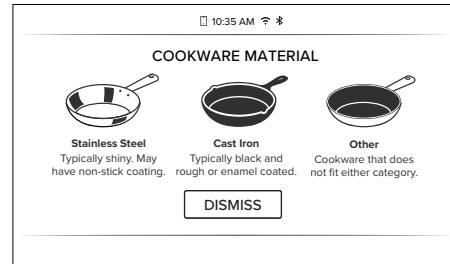 10:35 AM
COOKWARE MATERIAL
Stainless Steel
Typically shiny. May
have non-stick coating.
Cast Iron
Typically black and
rough or enamel coated.
Other
Cookware that does
not fit either category.
DISMISS